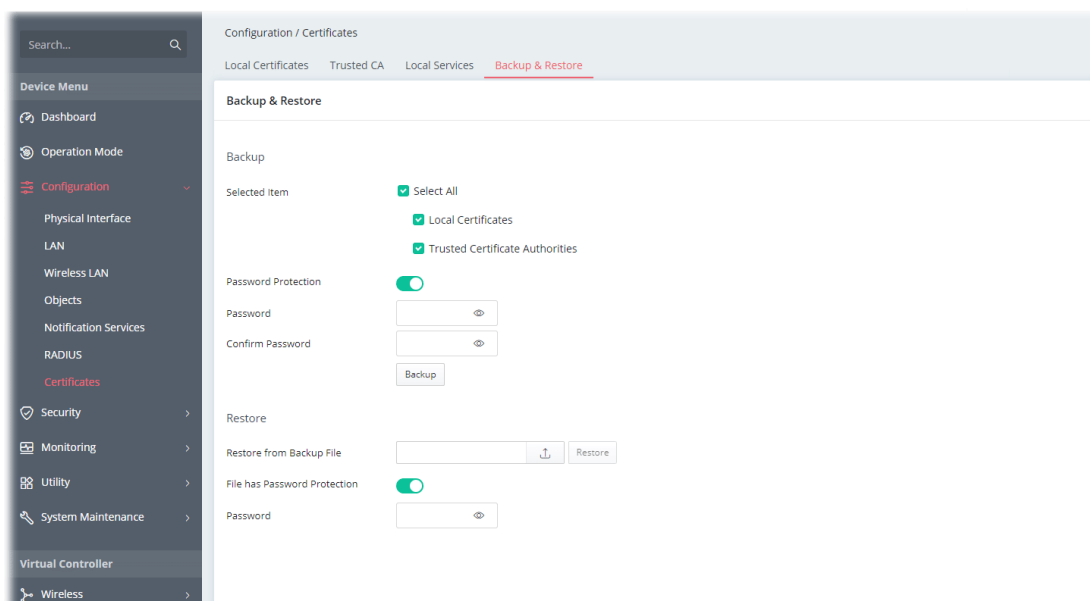 Search...
Device Menu
Dashboard
Operation Mode
Configuration
Physical Interface
LAN
Wireless LAN
Objects
Notification Services
RADIUS
Certificates
Security
Monitoring
Utility
System Maintenance
Virtual Controller
Wireless
Configuration / Certificates
Local Certificates Trusted CA Local Services Backup & Restore
Backup & Restore
Backup
Selected Item Select All
Local Certificates
Trusted Certificate Authorities
Password Protection
Password
Confirm Password
Backup
Restore
Restore from Backup File Restore
File has Password Protection
Password